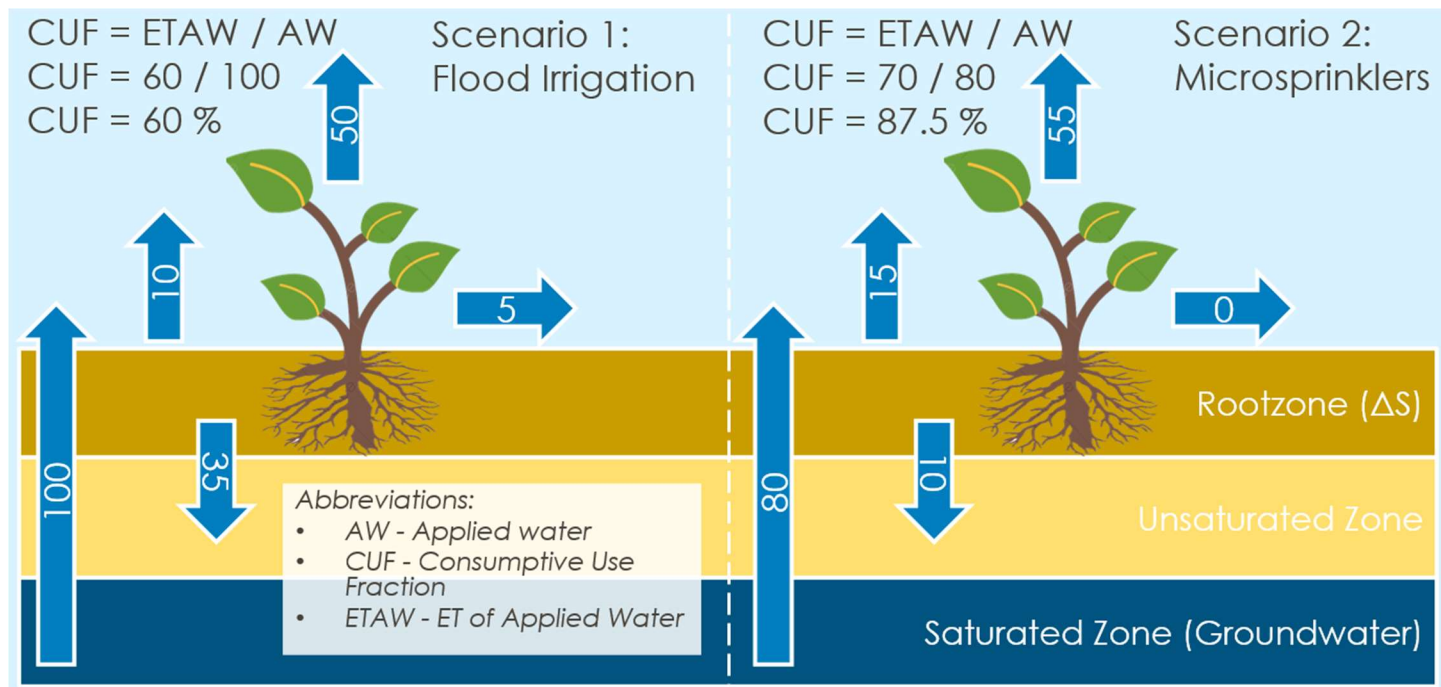 CUF = ETAW / AW
CUF = 60 / 100
CUF = 60 %
Scenario 1:
Flood Irrigation
50
10
5
100
35
Abbreviations:
• AW - Applied water
• CUF - Consumptive Use
Fraction
• ETAW - ET of Applied Water
CUF = ETAW / AW
CUF = 70 / 80
CUF = 87.5 %
Scenario 2:
Microsprinklers
55
15
0
80
10
Rootzone (ΔS)
Unsaturated Zone
Saturated Zone (Groundwater)